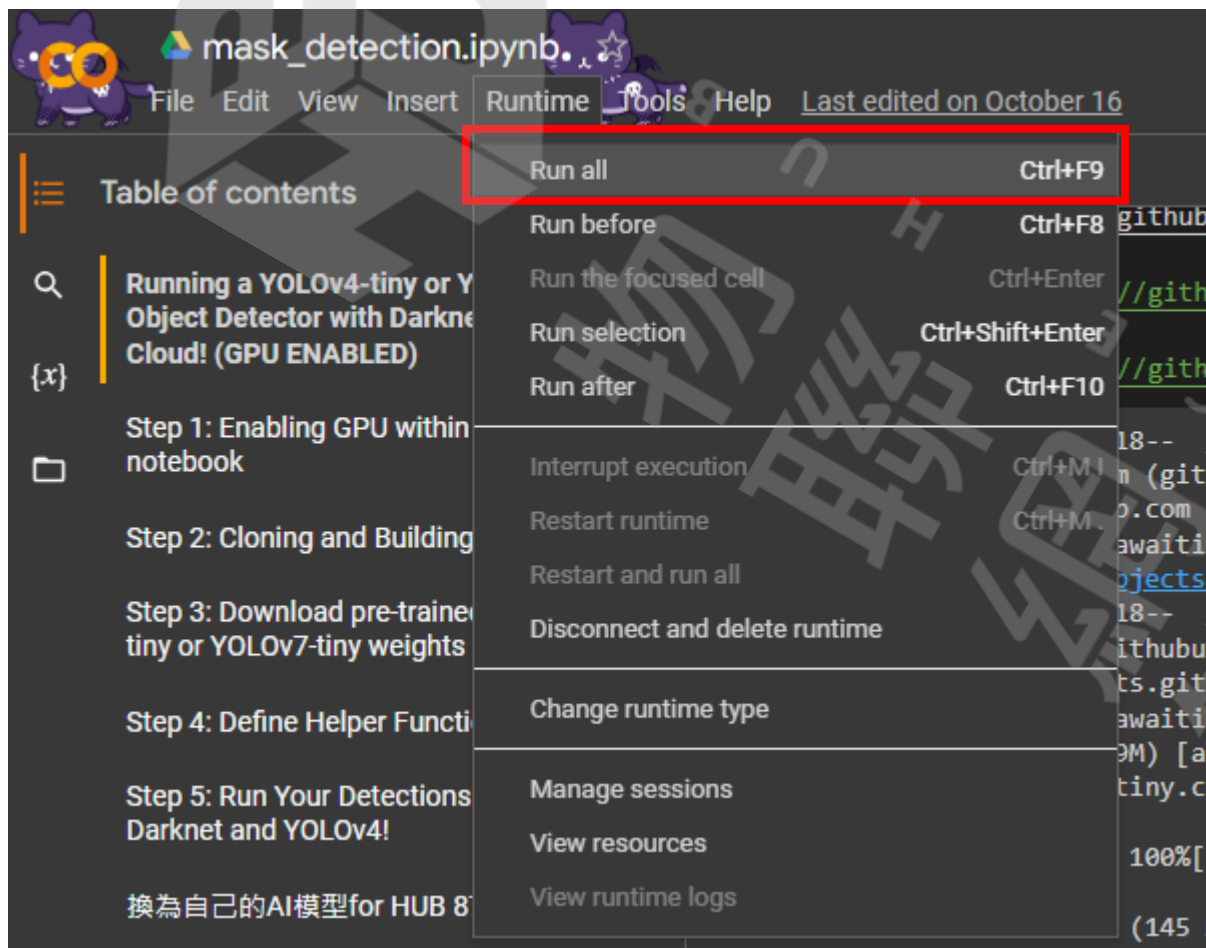 mask_detection.ipynb
File Edit View Insert Runtime Tools Help Last edited on October 16
Table of contents
Running a YOLOv4-tiny or Y
Object Detector with Darkne
Cloud! (GPU ENABLED)
Step 1: Enabling GPU within
notebook
Step 2: Cloning and Building
Step 3: Download pre-traine
tiny or YOLOv7-tiny weights
Step 4: Define Helper Functi
Step 5: Run Your Detections
Darknet and YOLOv4!
換為自己的AI模型for HUB 8
{x}
Run all Ctrl+F9
Run before Ctrl+F8
Run the focused cell Ctrl+Enter
Run selection Ctrl+Shift+Enter
Run after Ctrl+F10
Interrupt execution Ctrl+M I
Restart runtime Ctrl+M .
Restart and run all
Disconnect and delete runtime
Change runtime type
Manage sessions
View resources
View runtime logs
github
//gith
//gith
18--
(git
.com
awaiti
jects
18--
ithubu
ts.git
awaiti
9M) [a
tiny.c
100%[
(145
物聯網